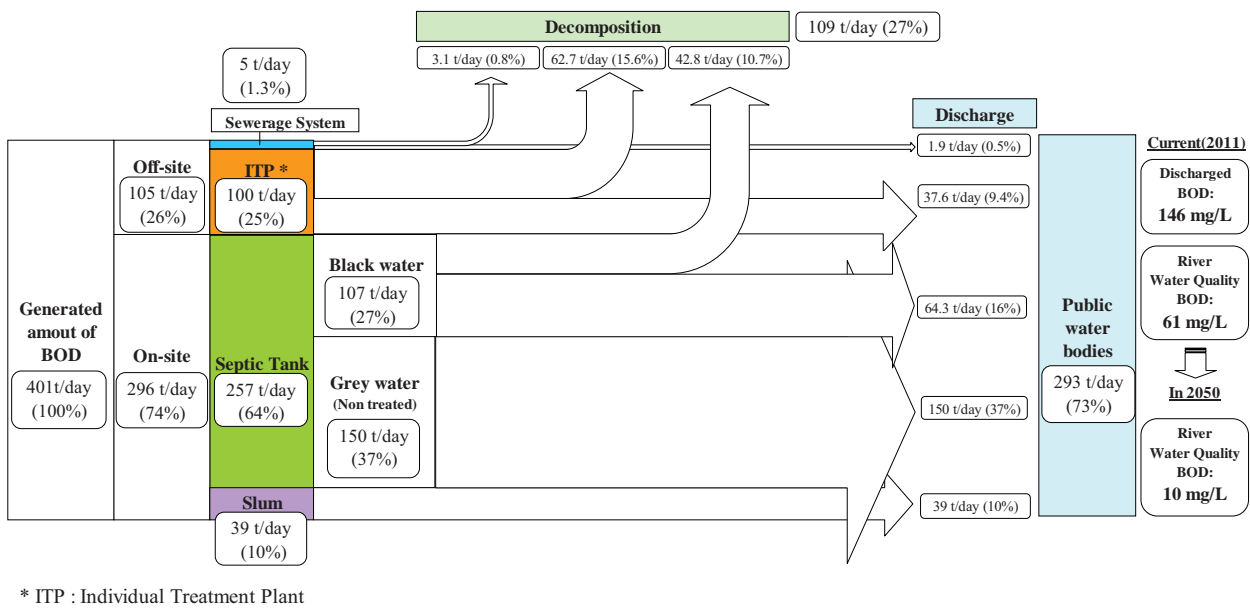 Decomposition
109 t/day (27%)
3.1 t/day (0.8%)
62.7 t/day (15.6%)
42.8 t/day (10.7%)
5 t/day
(1.3%)
Sewerage System
Discharge
Off-site
105 t/day
(26%)
ITP *
100 t/day
(25%)
1.9 t/day (0.5%)
37.6 t/day (9.4%)
Current(2011)
Discharged
BOD:
146 mg/L
Generated
amout of
BOD
401t/day
(100%)
On-site
296 t/day
(74%)
Septic Tank
257 t/day
(64%)
Black water
107 t/day
(27%)
Grey water
(Non treated)
150 t/day
(37%)
64.3 t/day (16%)
150 t/day (37%)
Public
water
bodies
293 t/day
(73%)
River
Water Quality
BOD:
61 mg/L
In 2050
River
Water Quality
BOD:
10 mg/L
Slum
39 t/day
(10%)
39 t/day (10%)
* ITP : Individual Treatment Plant